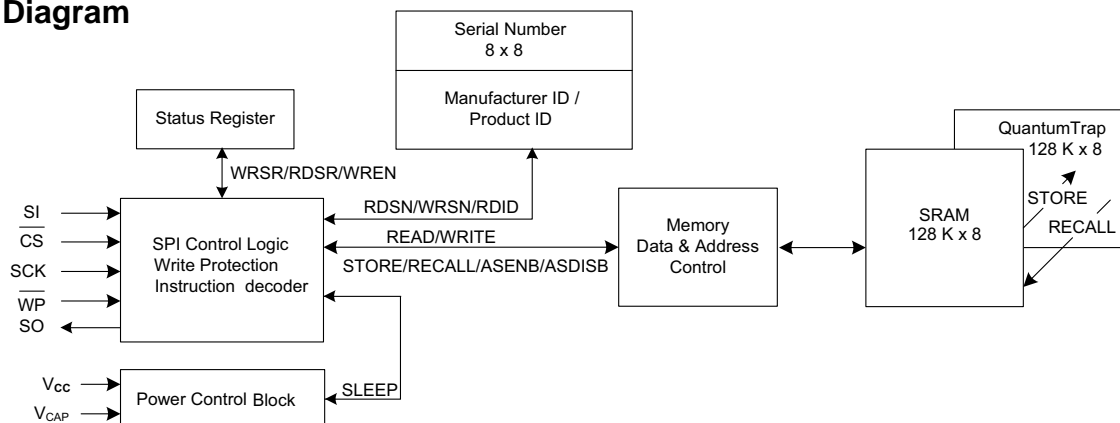 Diagram
Serial Number
8 x 8
Manufacturer ID /
Product ID
Status Register
QuantumTrap
128 K x 8
WRSR/RDSR/WREN
STORE
RECALL
SI
CS
SCK
WP
SO
SPI Control Logic
Write Protection
Instruction decoder
RDSN/WRSN/RDID
READ/WRITE
STORE/RECALL/ASENB/ASDISB
Memory
Data & Address
Control
SRAM
128 K x 8
VCC
VCAP
Power Control Block
SLEEP